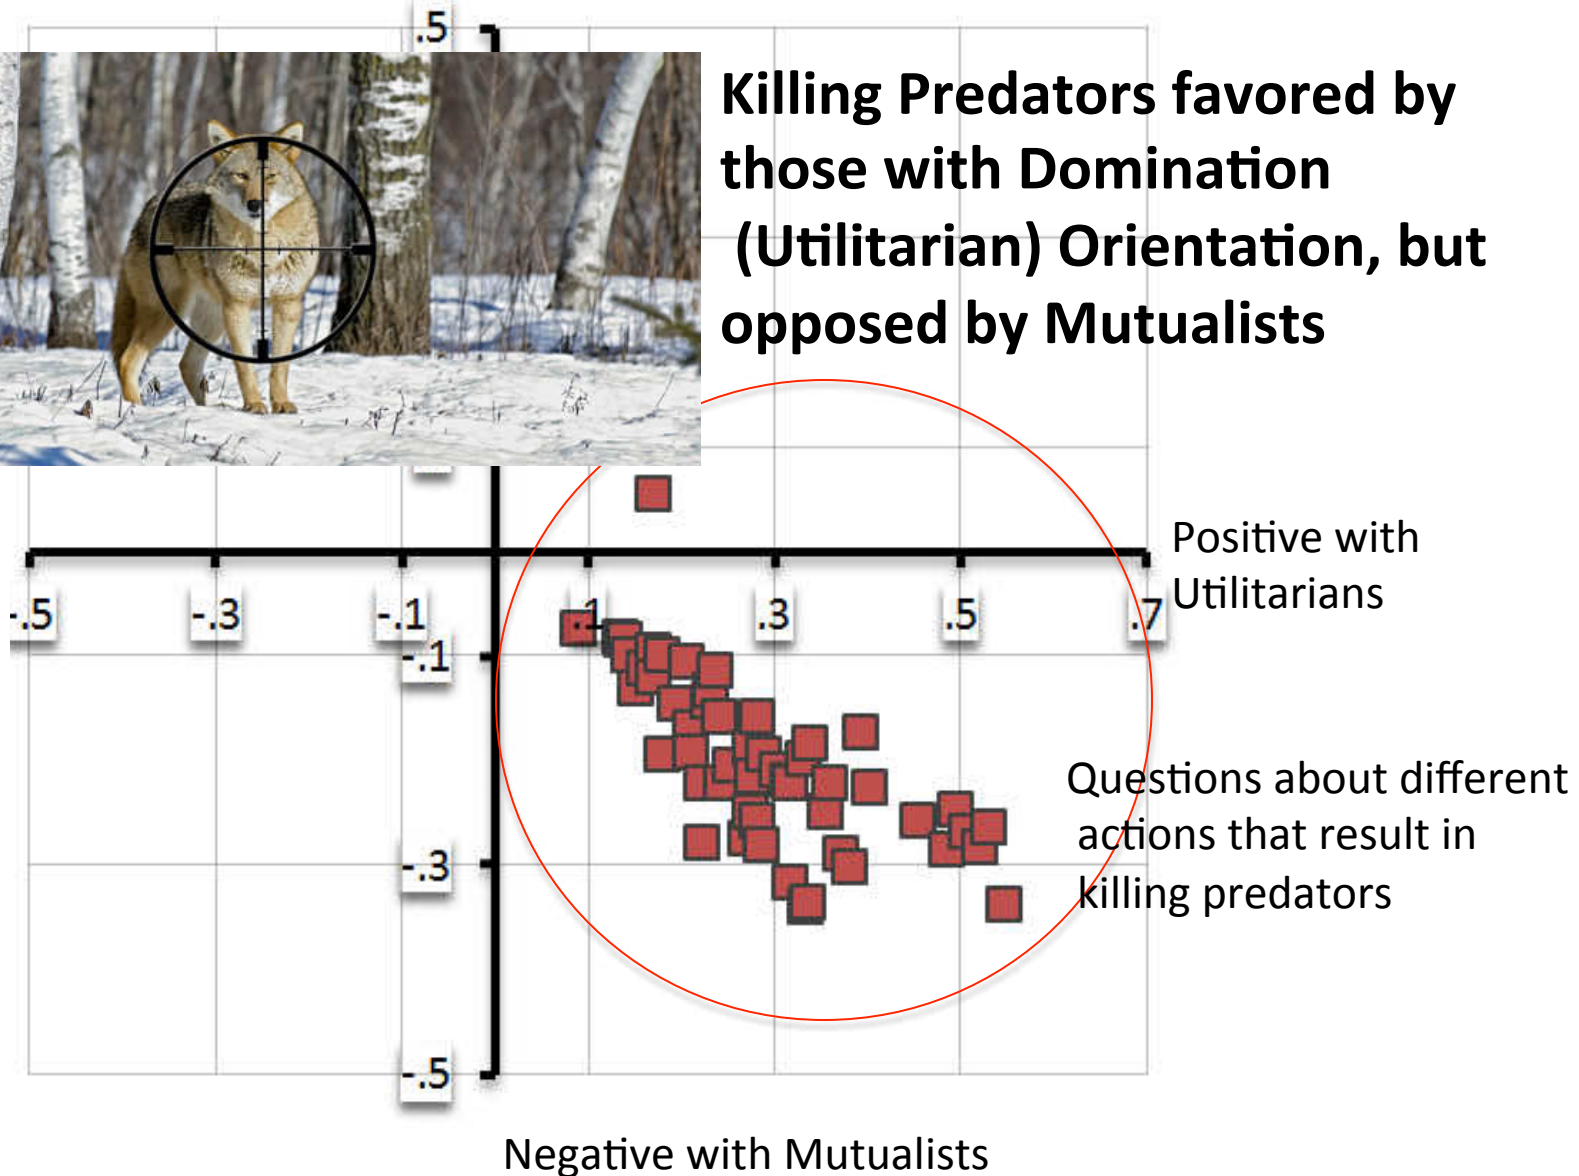 .5
Killing Predators favored by
those with Domination
(Utilitarian) Orientation, but
opposed by Mutualists
Positive with
Utilitarians
-.5 -.3 -.1 .1 .3 .5 .7
-.1
Questions about different
actions that result in
killing predators
-.3
-.5
Negative with Mutualists